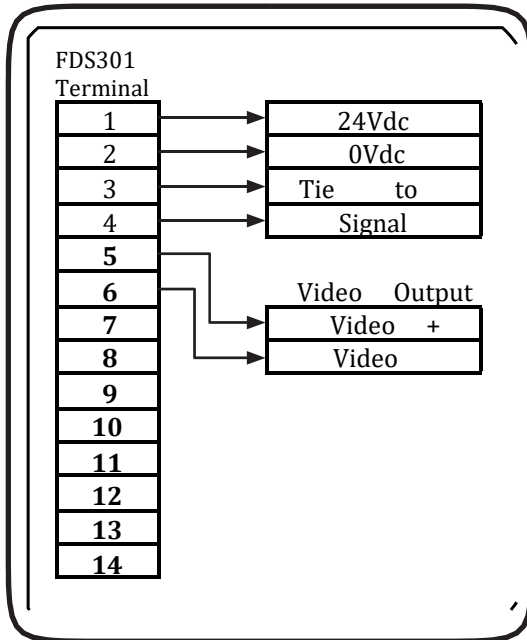 FDS301
Terminal
1
24Vdc
2
0Vdc
3
Tie to
4
Signal
5
6
Video Output
7
Video +
8
Video
9
10
11
12
13
14